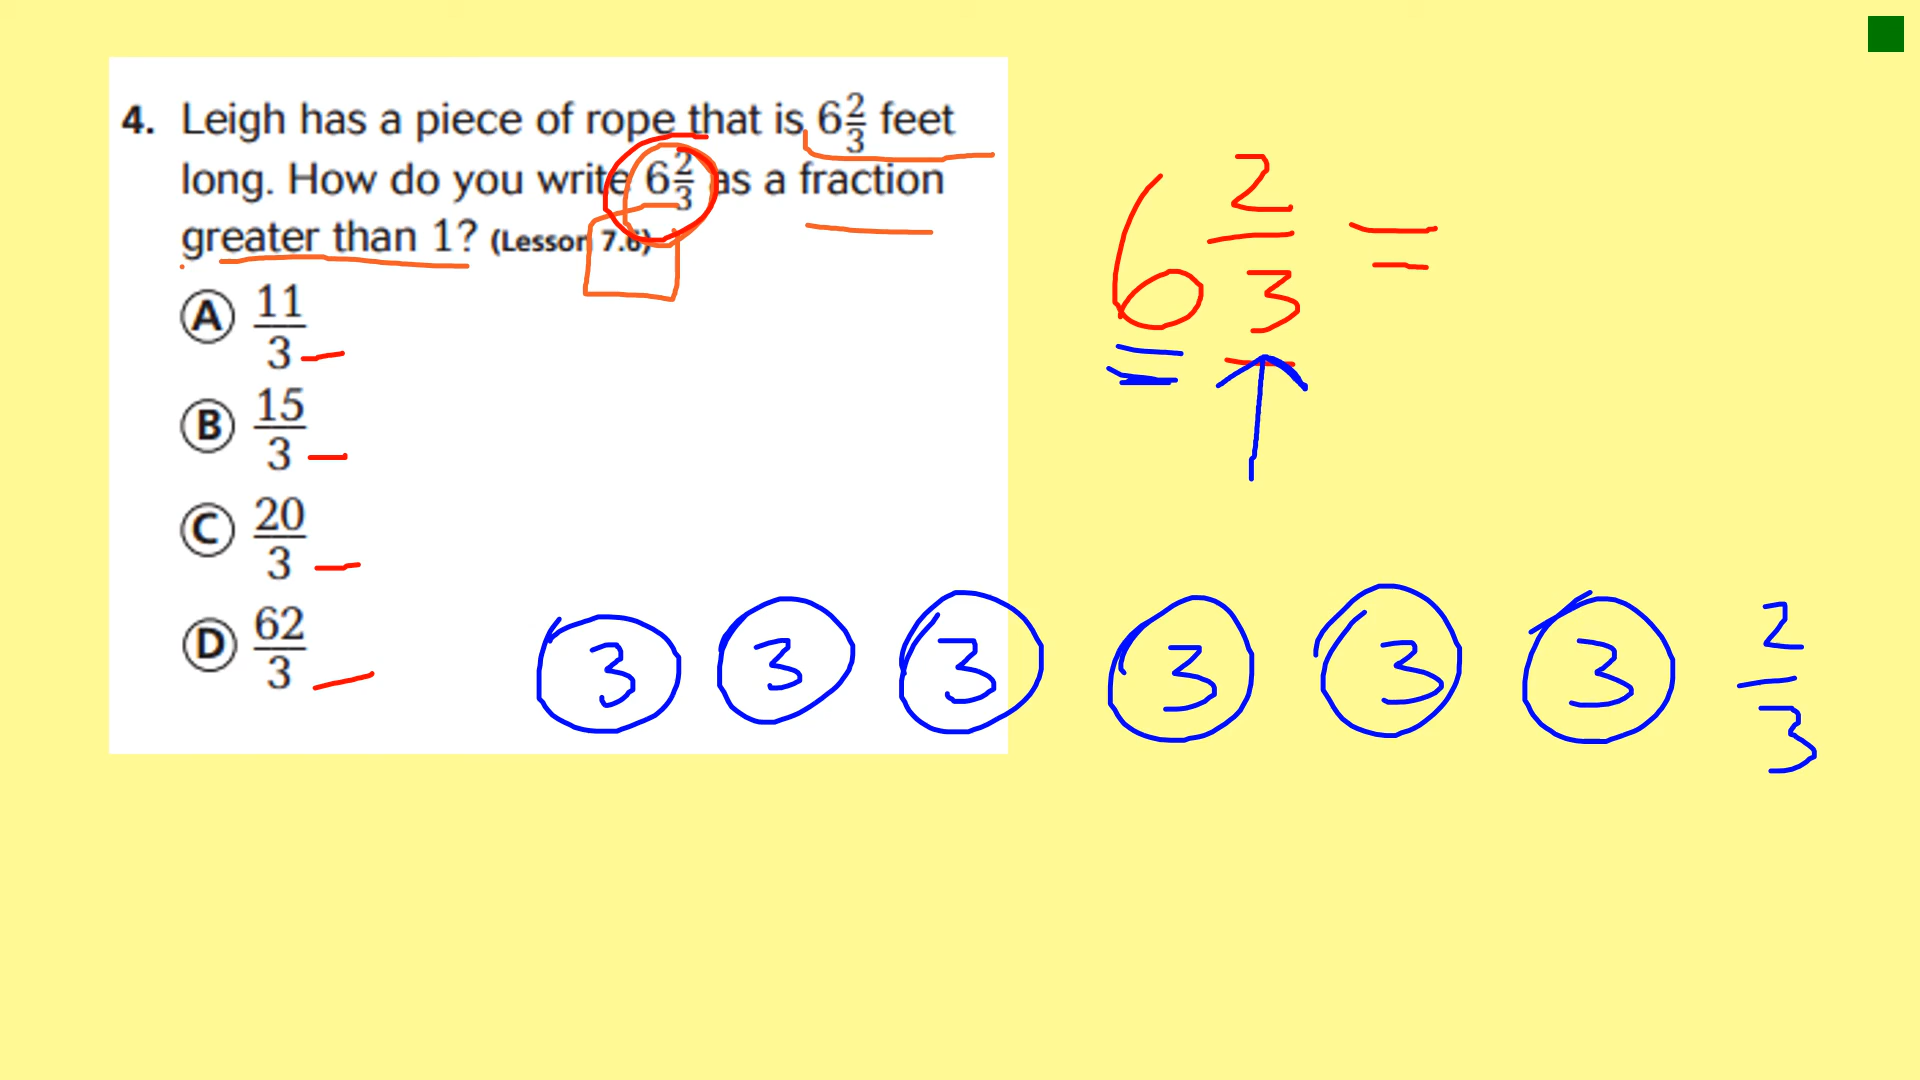 4. Leigh has a piece of rope that is 6 2/3 feet
long. How do you write 6 2/3 as a fraction
greater than 1? (Lesson 7.6)
A 11/3
B 15/3
C 20/3
D 62/3
6 2/3 =
3 3 3 3 3 3 2/3